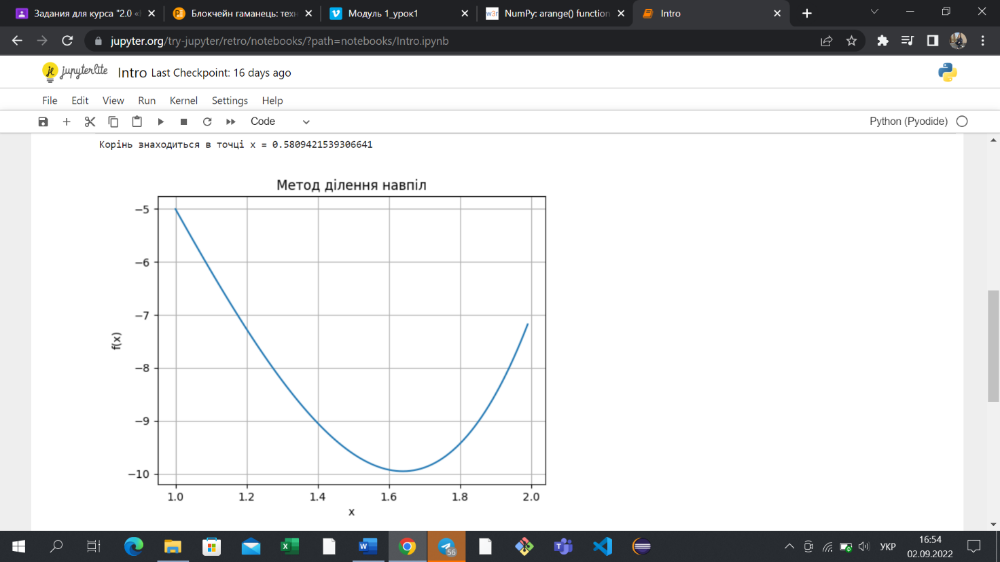 Задания для курса "2.0 «
Блокчейн гаманець: техн
Модуль 1_урок1
w3r
NumPy: arange() function
Intro
jupyter.org/try-jupyter/retro/notebooks/?path=notebooks/Intro.ipynb
jupyterlite
Intro Last Checkpoint: 16 days ago
File Edit View Run Kernel Settings Help
Code
Python (Pyodide)
Корінь знаходиться в точці x = 0.5809421539306641
Метод ділення навпіл
−5
−6
−7
−8
−9
−10
f(x)
1.0 1.2 1.4 1.6 1.8 2.0
x
56
УКР
16:54
02.09.2022